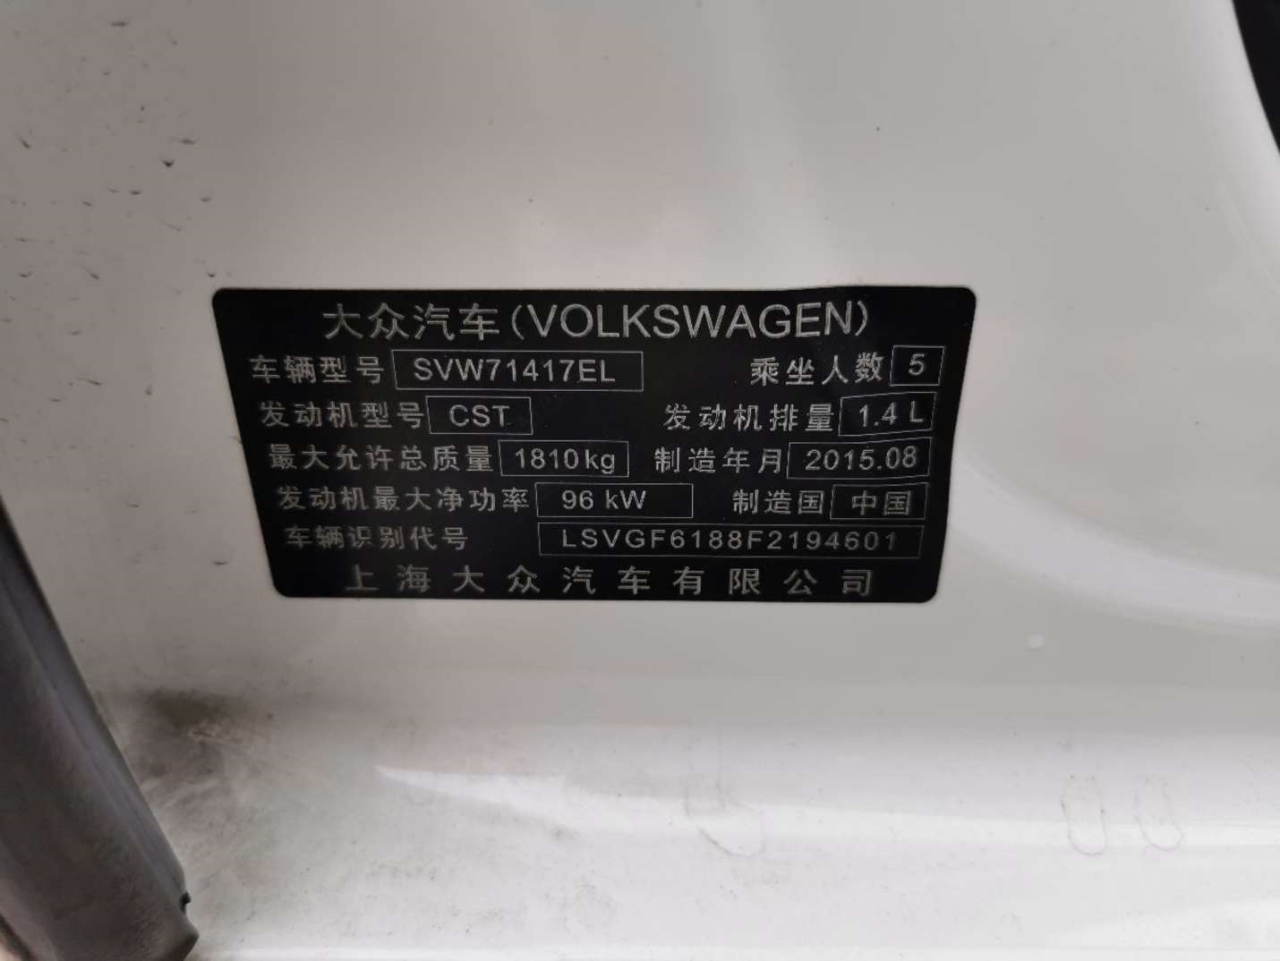 大众汽车(VOLKSWAGEN)
车辆型号 SVW71417EL 乘坐人数 5
发动机型号 CST 发动机排量 1.4 L
最大允许总质量 1810kg 制造年月 2015.08
发动机最大净功率 96 kW 制造国 中国
车辆识别代号 LSVGF6188F2194601
上海大众汽车有限公司